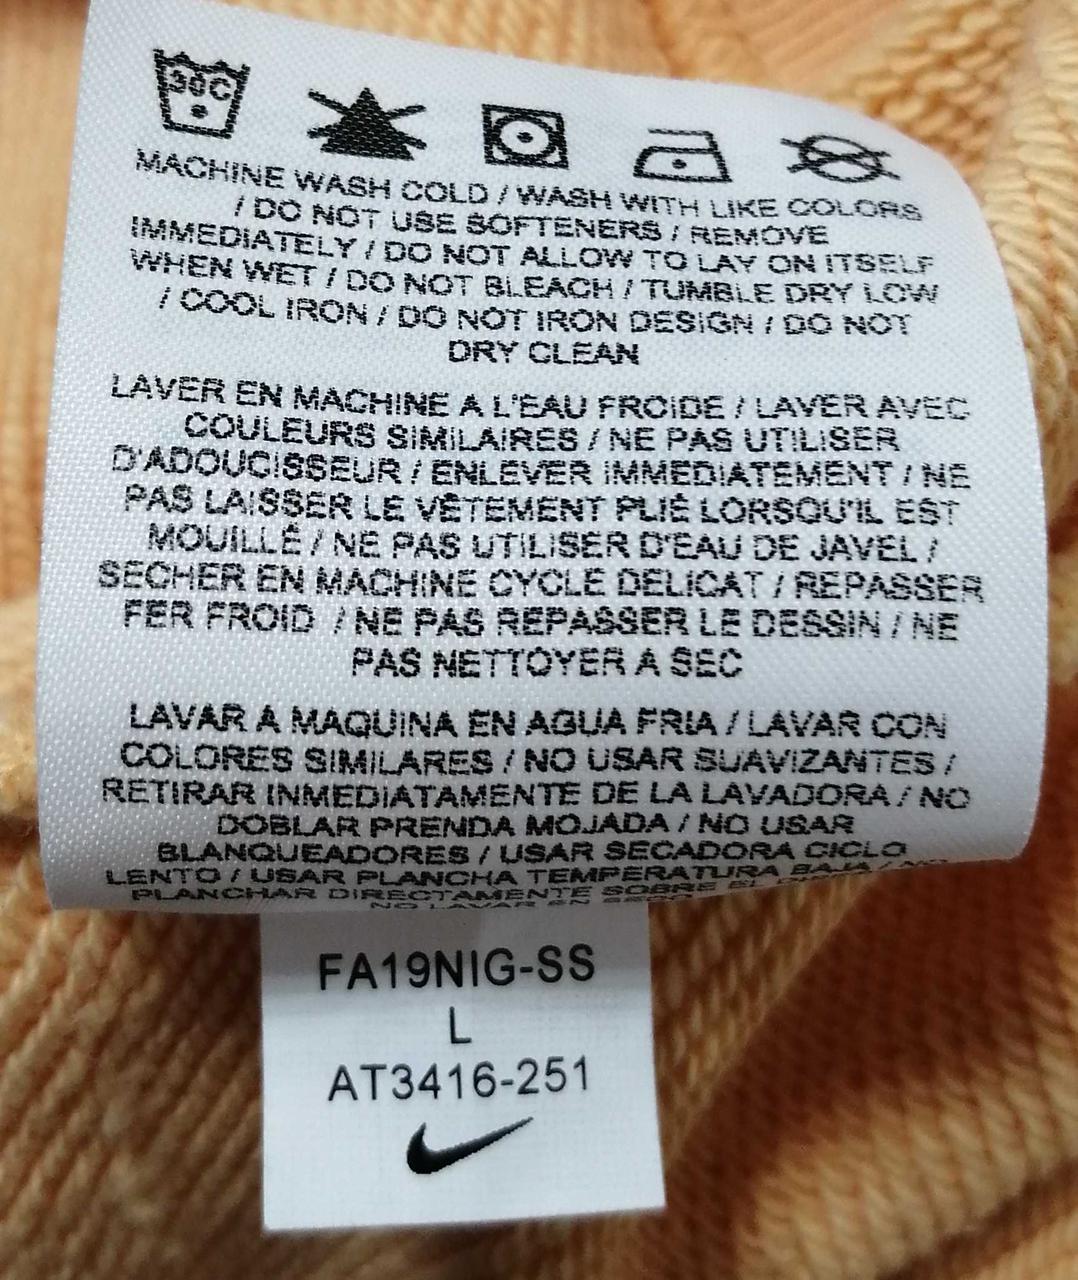 30C
MACHINE WASH COLD / WASH WITH LIKE COLORS
/ DO NOT USE SOFTENERS / REMOVE
IMMEDIATELY / DO NOT ALLOW TO LAY ON ITSELF
WHEN WET / DO NOT BLEACH / TUMBLE DRY LOW
/ COOL IRON / DO NOT IRON DESIGN / DO NOT
DRY CLEAN
LAVER EN MACHINE A L'EAU FROIDE / LAVER AVEC
COULEURS SIMILAIRES / NE PAS UTILISER
D'ADOUCISSEUR / ENLEVER IMMEDIATEMENT / NE
PAS LAISSER LE VÊTEMENT PLIÉ LORSQU'IL EST
MOUILLÉ / NE PAS UTILISER D'EAU DE JAVEL /
SECHER EN MACHINE CYCLE DELICAT / REPASSER
FER FROID / NE PAS REPASSER LE DESSIN / NE
PAS NETTOYER A SEC
LAVAR A MAQUINA EN AGUA FRIA / LAVAR CON
COLORES SIMILARES / NO USAR SUAVIZANTES /
RETIRAR INMEDIATAMENTE DE LA LAVADORA / NO
DOBLAR PRENDA MOJADA / NO USAR
BLANQUEADORES / USAR SECADORA CICLO
LENTO / USAR PLANCHA TEMPERATURA BAJA / NO
PLANCHAR DIRECTAMENTE SOBRE EL
NO LAVAR EN SECO
FA19NIG-SS
L
AT3416-251